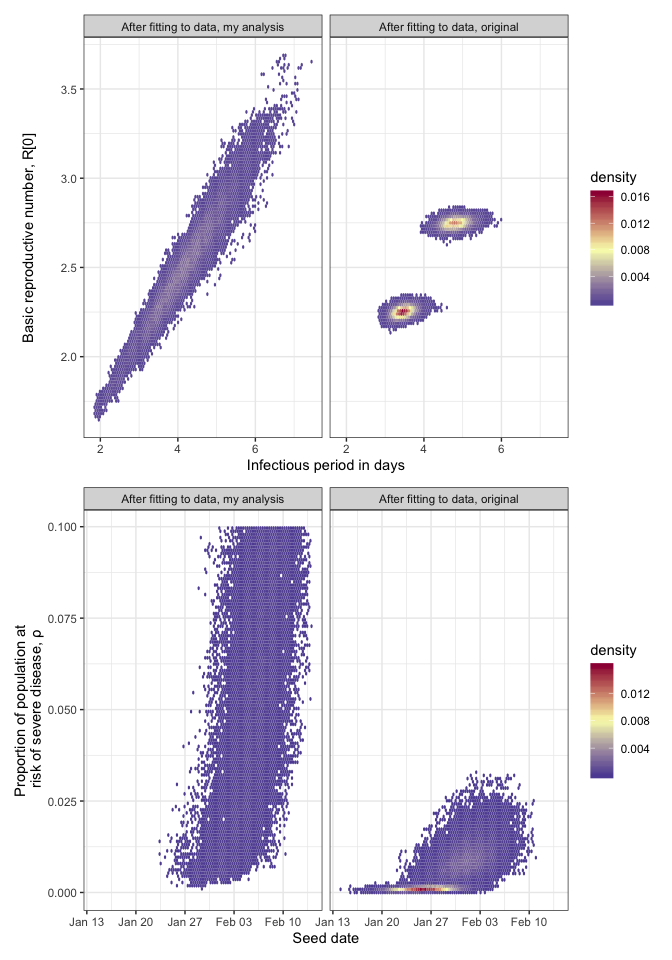 After fitting to data, my analysis
After fitting to data, original
Basic reproductive number, R[0]
3.5
3.0
2.5
2.0
2
4
6
2
4
6
Infectious period in days
density
0.016
0.012
0.008
0.004
After fitting to data, my analysis
After fitting to data, original
Proportion of population at
risk of severe disease, ρ
0.100
0.075
0.050
0.025
0.000
Jan 13
Jan 20
Jan 27
Feb 03
Feb 10
Jan 13
Jan 20
Jan 27
Feb 03
Feb 10
Seed date
density
0.012
0.008
0.004